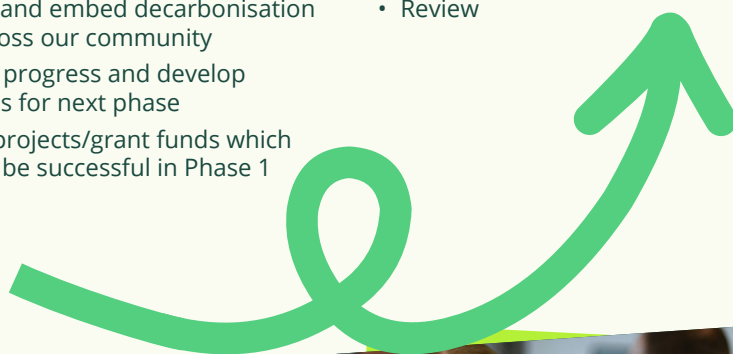 and embed decarbonisation
oss our community
progress and develop
s for next phase
projects/grant funds which
be successful in Phase 1
• Review